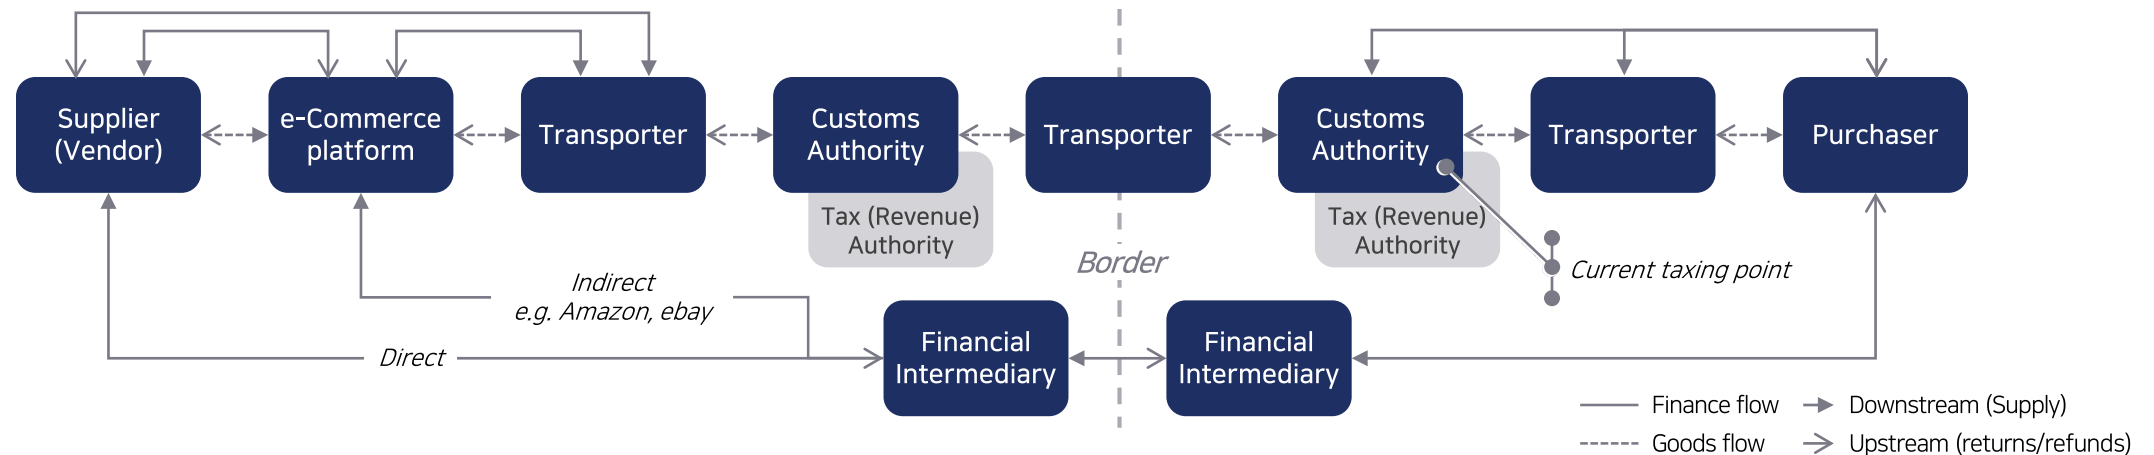 Supplier
(Vendor)
e-Commerce
platform
Transporter
Customs
Authority
Transporter
Customs
Authority
Transporter
Purchaser
Tax (Revenue)
Authority
Tax (Revenue)
Authority
Border
Current taxing point
Indirect
e.g. Amazon, ebay
Direct
Financial
Intermediary
Financial
Intermediary
Finance flow
Downstream (Supply)
Goods flow
Upstream (returns/refunds)